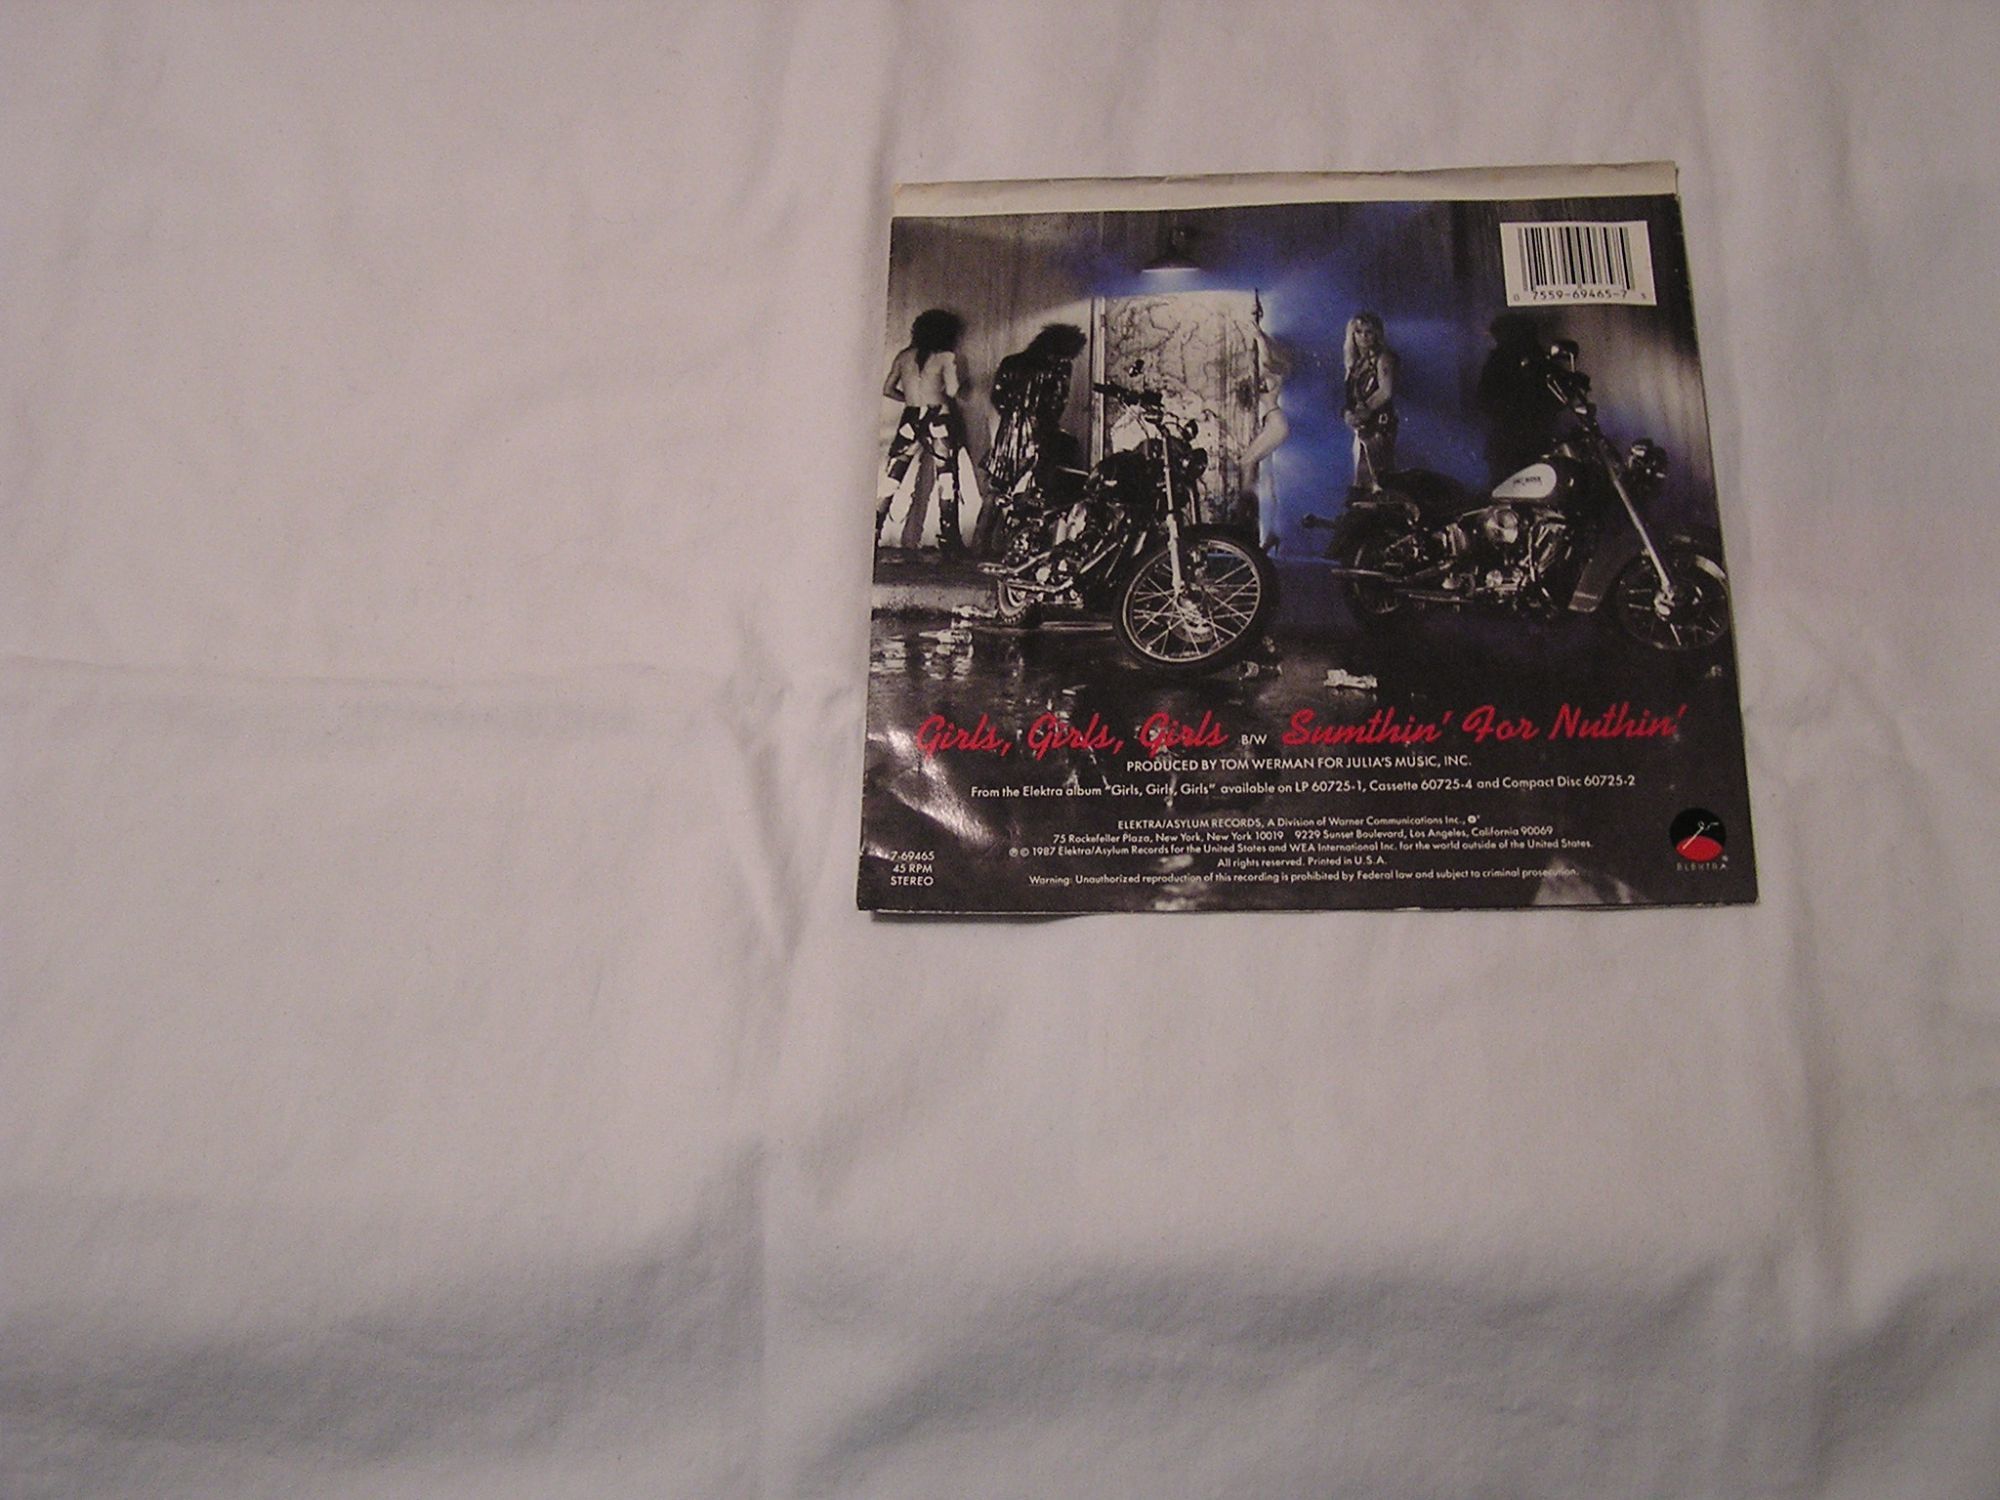 0 7559-69465-7
Girls, Girls, Girls B/W Sumthin' For Nuthin'
PRODUCED BY TOM WERMAN FOR JULIA'S MUSIC, INC.
From the Elektra album "Girls, Girls, Girls" available on LP 60725-1, Cassette 60725-4 and Compact Disc 60725-2
ELEKTRA/ASYLUM RECORDS, A Division of Warner Communications Inc.,
75 Rockefeller Plaza, New York, New York 10019 9229 Sunset Boulevard, Los Angeles, California 90069
℗ © 1987 Elektra/Asylum Records for the United States and WEA International Inc. for the world outside of the United States.
All rights reserved. Printed in U.S.A.
Warning: Unauthorized reproduction of this recording is prohibited by Federal law and subject to criminal prosecution.
7-69465
45 RPM
STEREO
ELEKTRA